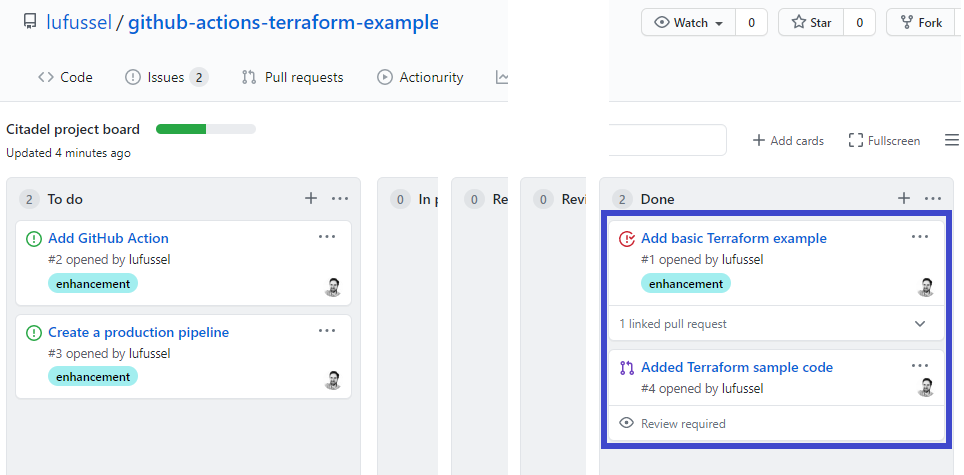 lufussel / github-actions-terraform-example
Watch 0 Star 0 Fork
Code Issues 2 Pull requests Actionurity
Citadel project board
Updated 4 minutes ago
Add cards Fullscreen
2 To do
Add GitHub Action
#2 opened by lufussel
enhancement
Create a production pipeline
#3 opened by lufussel
enhancement
0 In p
0 Re
0 Revi
2 Done
Add basic Terraform example
#1 opened by lufussel
enhancement
1 linked pull request
Added Terraform sample code
#4 opened by lufussel
Review required